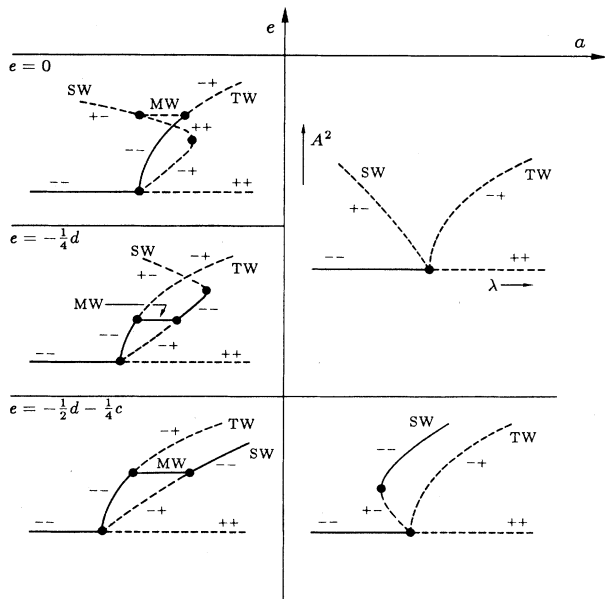 e
a
e = 0
SW
-+
MW
TW
+-
++
--
-+
--
++
A²
SW
TW
+-
-+
--
++
λ
e = -¼d
SW
-+
TW
+-
MW
--
--
-+
--
++
e = -½d - ¼c
-+
TW
MW
SW
--
--
-+
--
++
SW
TW
--
-+
+-
--
++